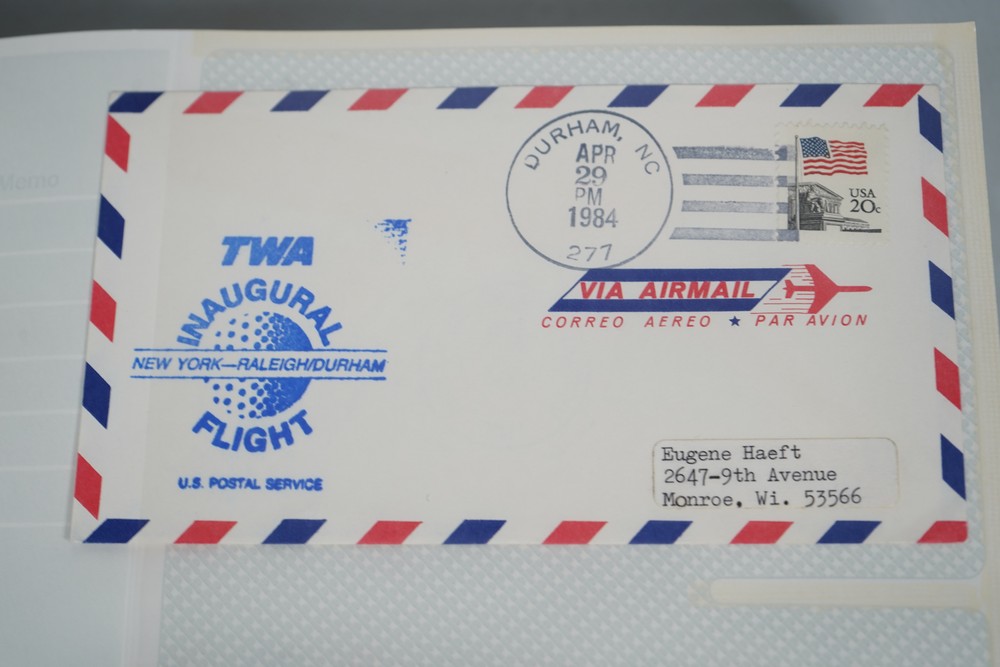 Memo
DURHAM, NC
APR
29
PM
1984
277
USA
20c
VIA AIRMAIL
CORREO AEREO ★ PAR AVION
TWA
INAUGURAL
NEW YORK—RALEIGH/DURHAM
FLIGHT
U.S. POSTAL SERVICE
Eugene Haeft
2647-9th Avenue
Monroe, Wi. 53566